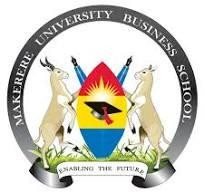 MAKERERE UNIVERSITY BUSINESS SCHOOL
ENABLING THE FUTURE